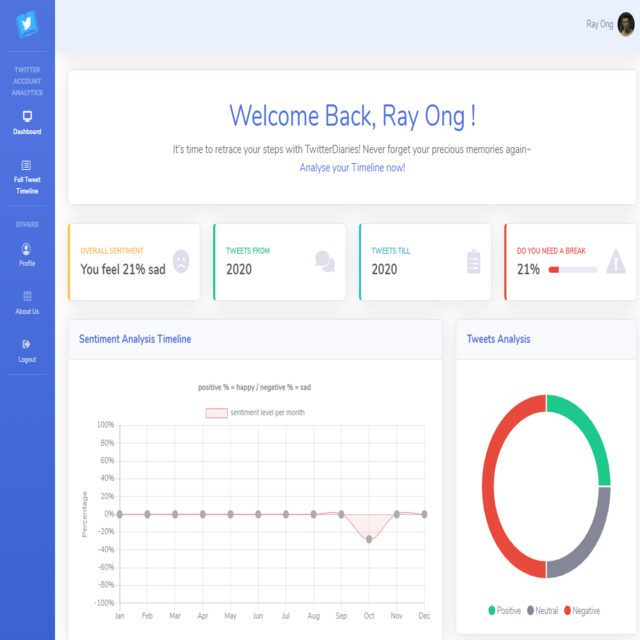 Ray Ong
TWITTER
ACCOUNT
ANALYTICS
Dashboard
Full Tweet
Timeline
OTHERS
Profile
About Us
Logout
Welcome Back, Ray Ong !
It's time to retrace your steps with TwitterDiaries! Never forget your precious memories again~
Analyse your Timeline now!
OVERALL SENTIMENT
You feel 21% sad
TWEETS FROM
2020
TWEETS TILL
2020
DO YOU NEED A BREAK
21%
Sentiment Analysis Timeline
positive % = happy / negative % = sad
sentiment level per month
Percentage
100%
80%
60%
40%
20%
0%
-20%
-40%
-60%
-80%
-100%
Jan Feb Mar Apr May Jun Jul Aug Sep Oct Nov Dec
Tweets Analysis
Positive Neutral Negative